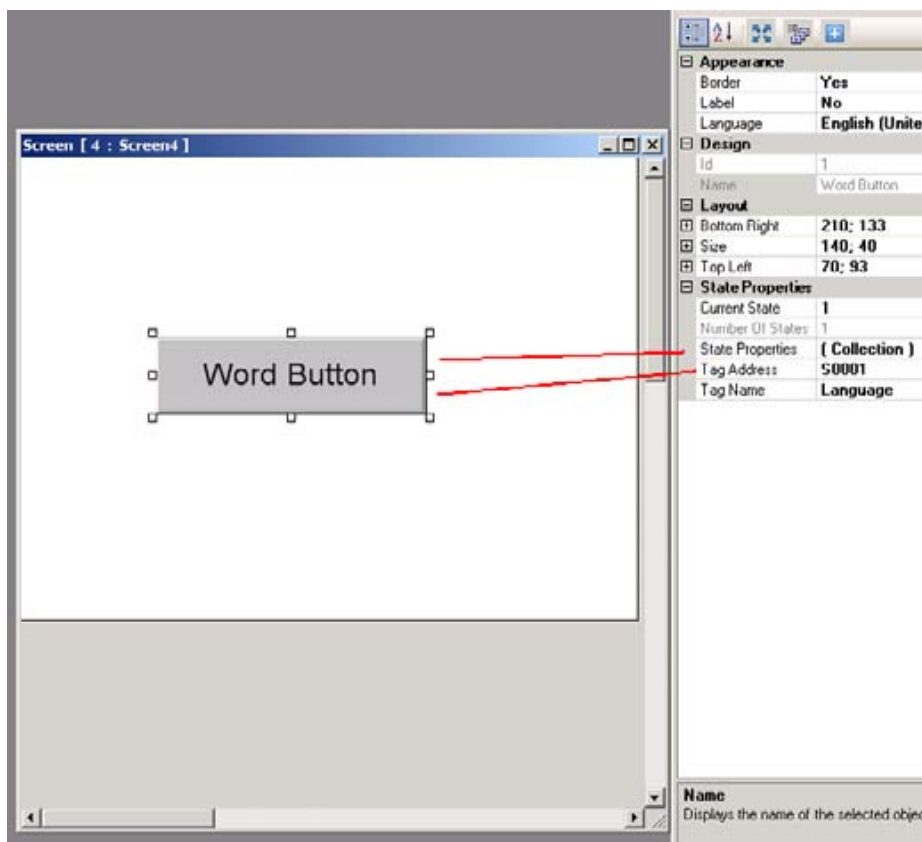 Appearance
Border Yes
Label No
Language English (Unite
Screen [ 4 : Screen4 ]
Design
Id 1
Name Word Button
Layout
Bottom Right 210; 133
Size 140; 40
Top Left 70; 93
State Properties
Current State 1
Number Of States 1
State Properties ( Collection )
Tag Address S0001
Tag Name Language
Word Button
Name
Displays the name of the selected objec